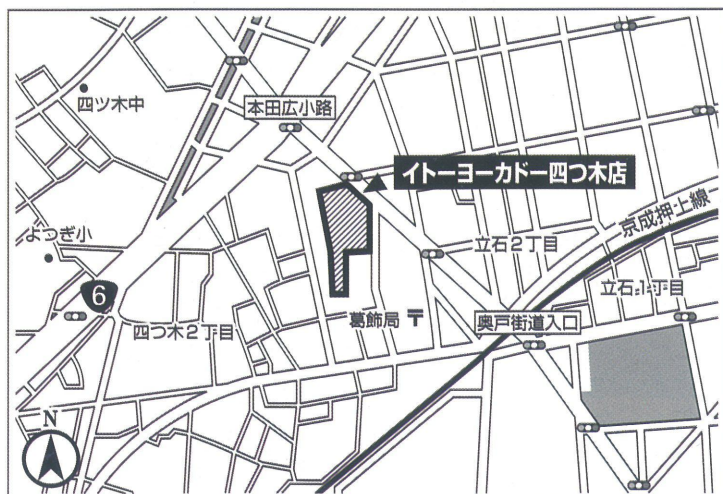 四ツ木中
本田広小路
イトーヨーカドー四つ木店
京成押上線
よつぎ小
立石2丁目
立石1丁目
6
四つ木2丁目
葛飾局〒
奥戸街道入口
N